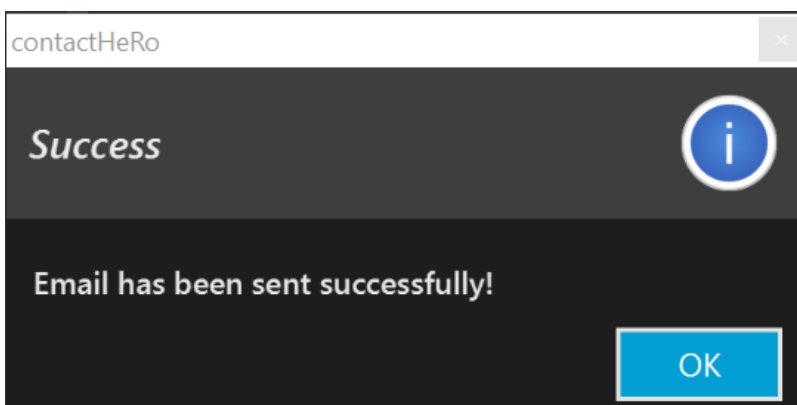 contactHeRo
Success
i
Email has been sent successfully!
OK